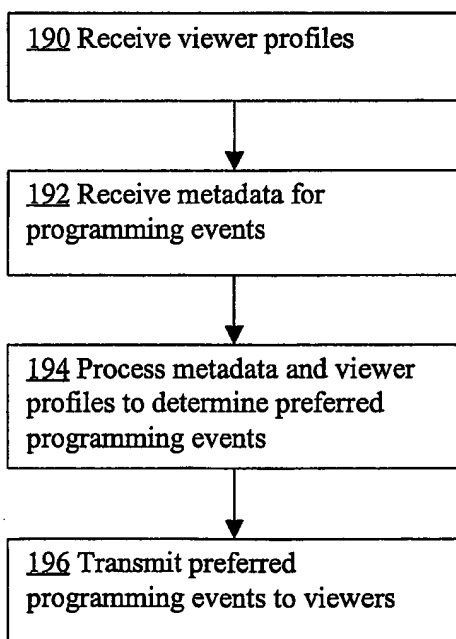 190 Receive viewer profiles
192 Receive metadata for
programming events
194 Process metadata and viewer
profiles to determine preferred
programming events
196 Transmit preferred
programming events to viewers